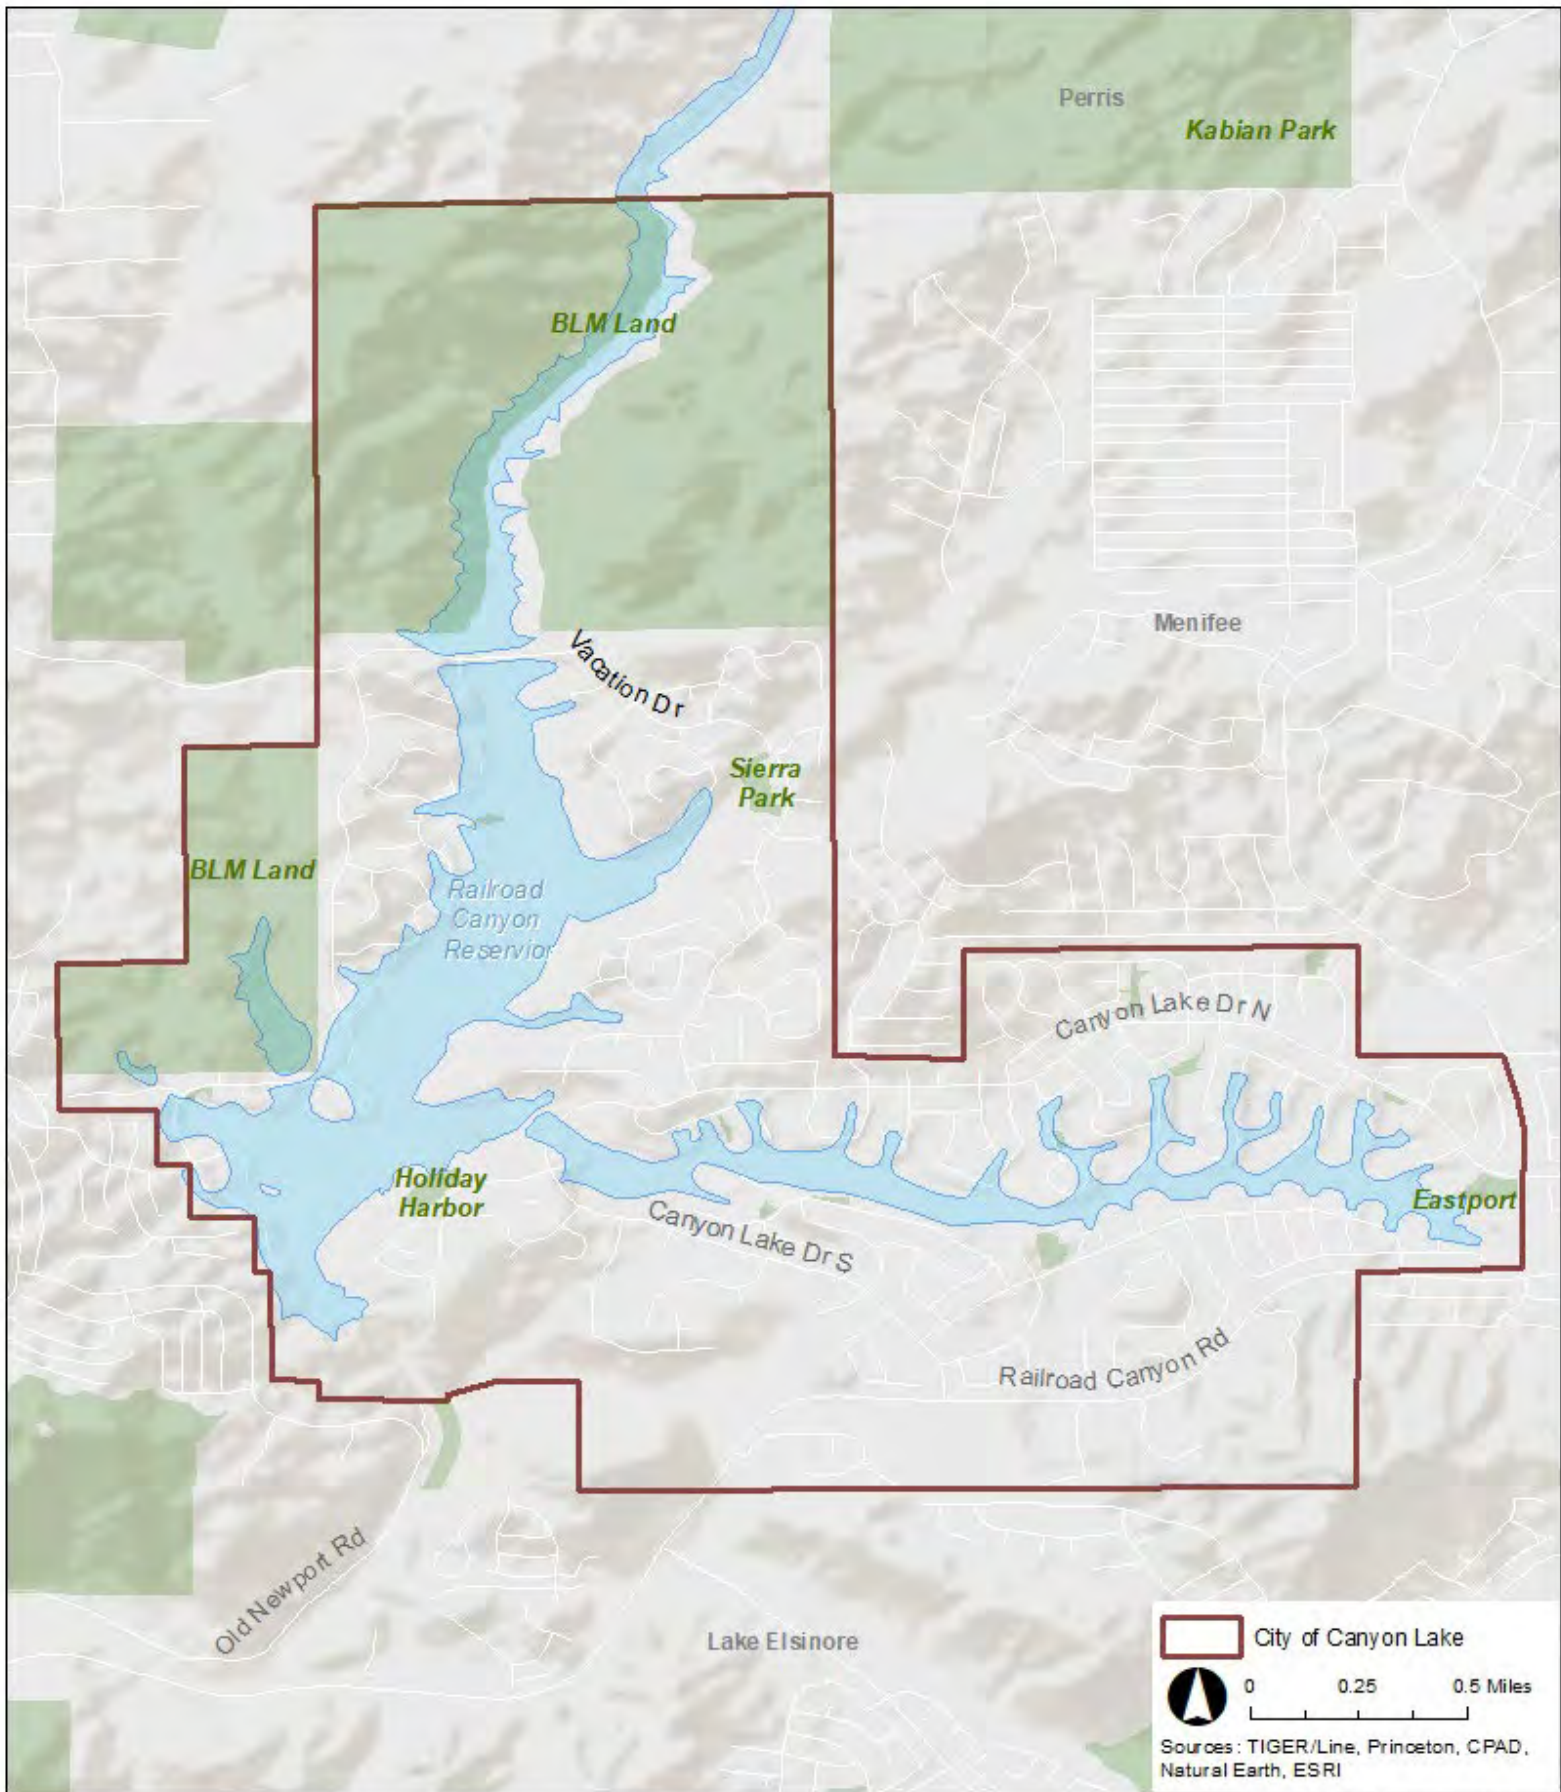 Perris
Kabian Park
BLM Land
Menifee
Vacation Dr
Sierra
Park
BLM Land
Railroad
Canyon
Reservior
Canyon Lake Dr N
Holiday
Harbor
Eastport
Canyon Lake Dr S
Railroad Canyon Rd
Old Newport Rd
Lake Elsinore
City of Canyon Lake
0 0.25 0.5 Miles
Sources: TIGER/Line, Princeton, CPAD,
Natural Earth, ESRI